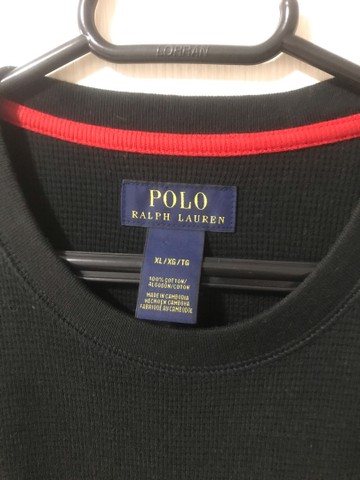 LORRAN
POLO
RALPH LAUREN
XL/XG/TG
100% COTTON/
ALGODÓN/COTON
MADE IN CAMBODIA
HECHO EN CAMBOYA
FABRIQUÉ AU CAMBODGE